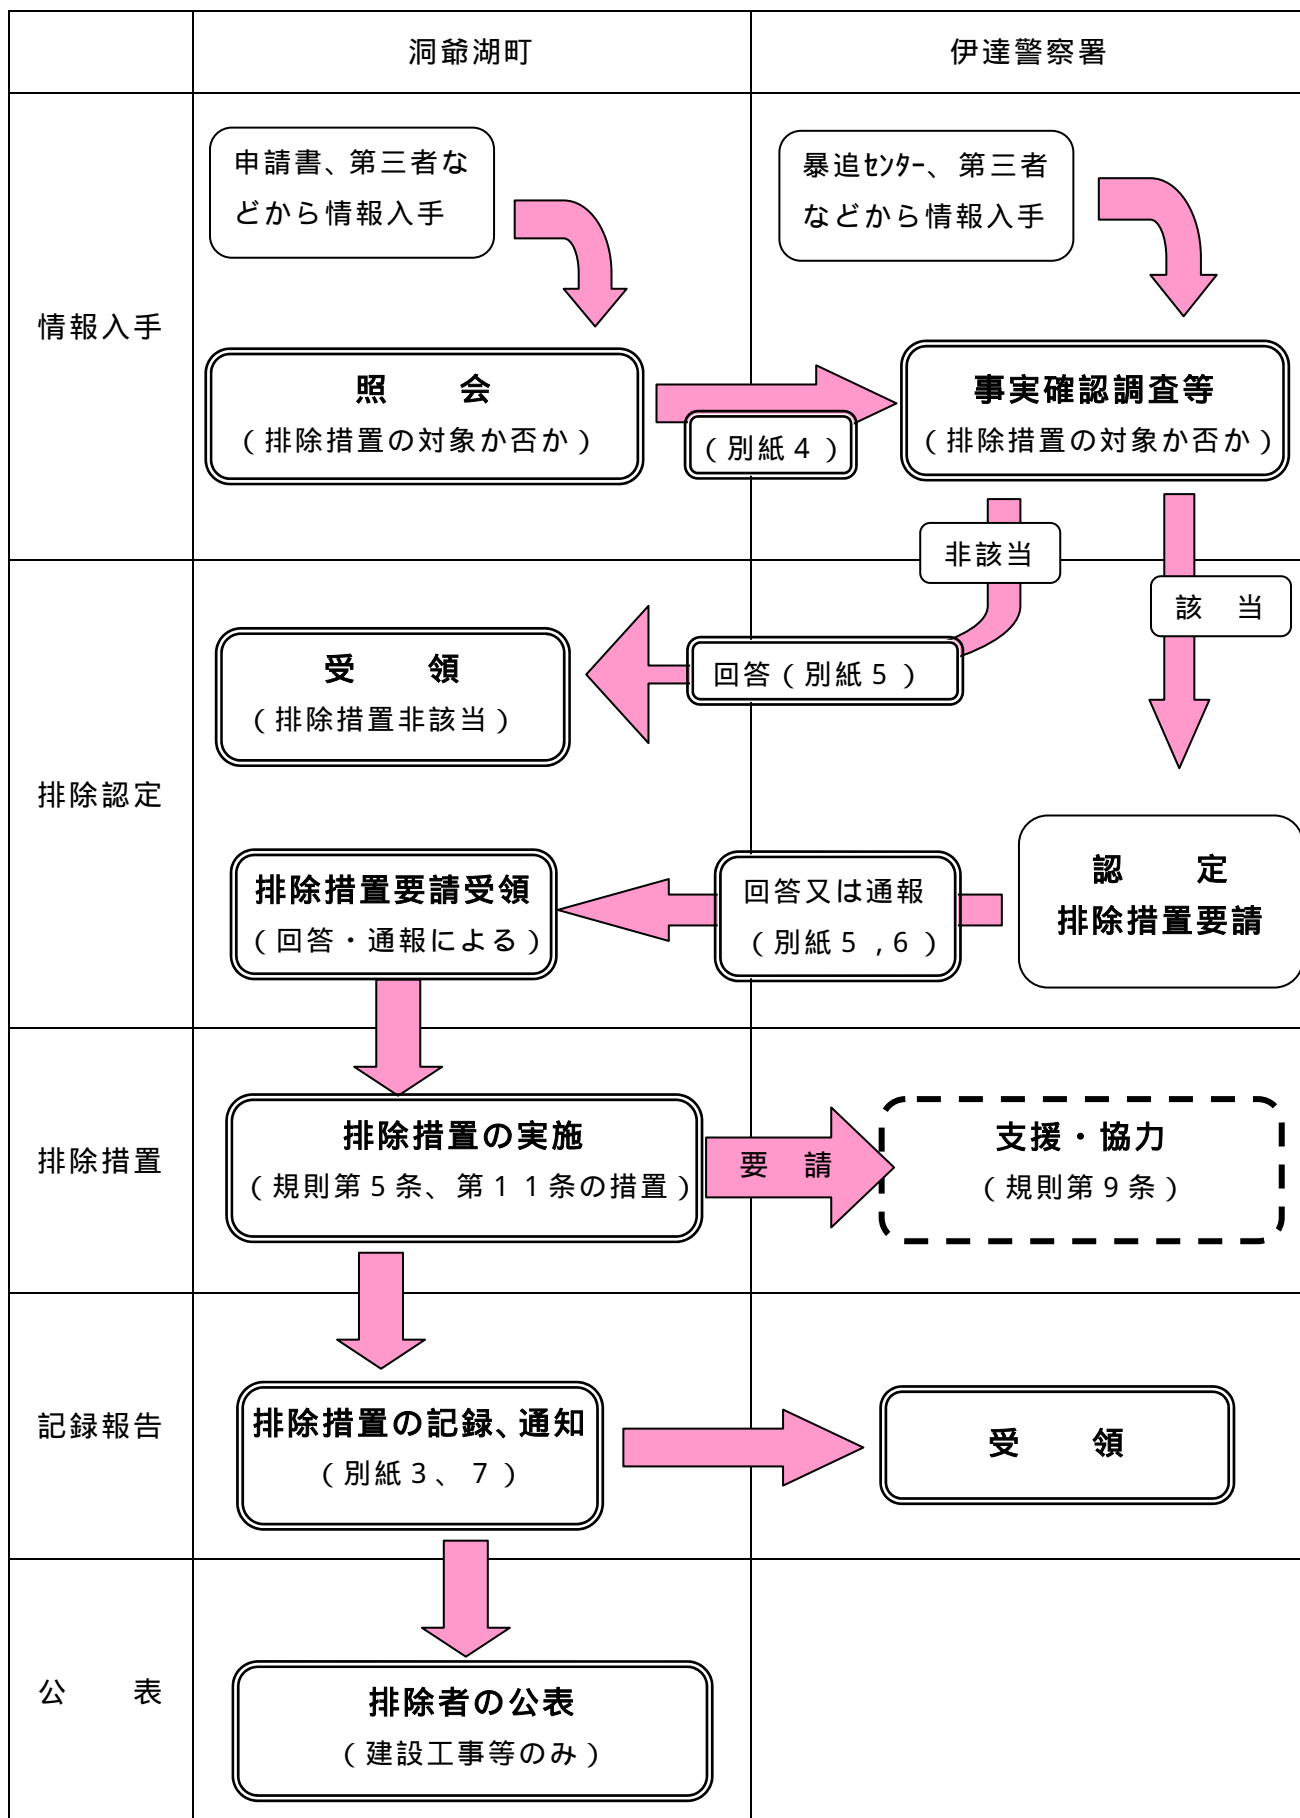 洞爺湖町
伊達警察署
情報入手
申請書、第三者な
どから情報入手
暴追ｾﾝﾀｰ、第三者
などから情報入手
照　　会
（排除措置の対象か否か）
（別紙４）
事実確認調査等
（排除措置の対象か否か）
非該当
該　当
排除認定
受　　領
（排除措置非該当）
回答（別紙５）
排除措置要請受領
（回答・通報による）
回答又は通報
（別紙５,６）
認　　定
排除措置要請
排除措置
排除措置の実施
（規則第５条、第１１条の措置）
要　請
支援・協力
（規則第９条）
記録報告
排除措置の記録、通知
（別紙３、７）
受　　領
公　　表
排除者の公表
（建設工事等のみ）